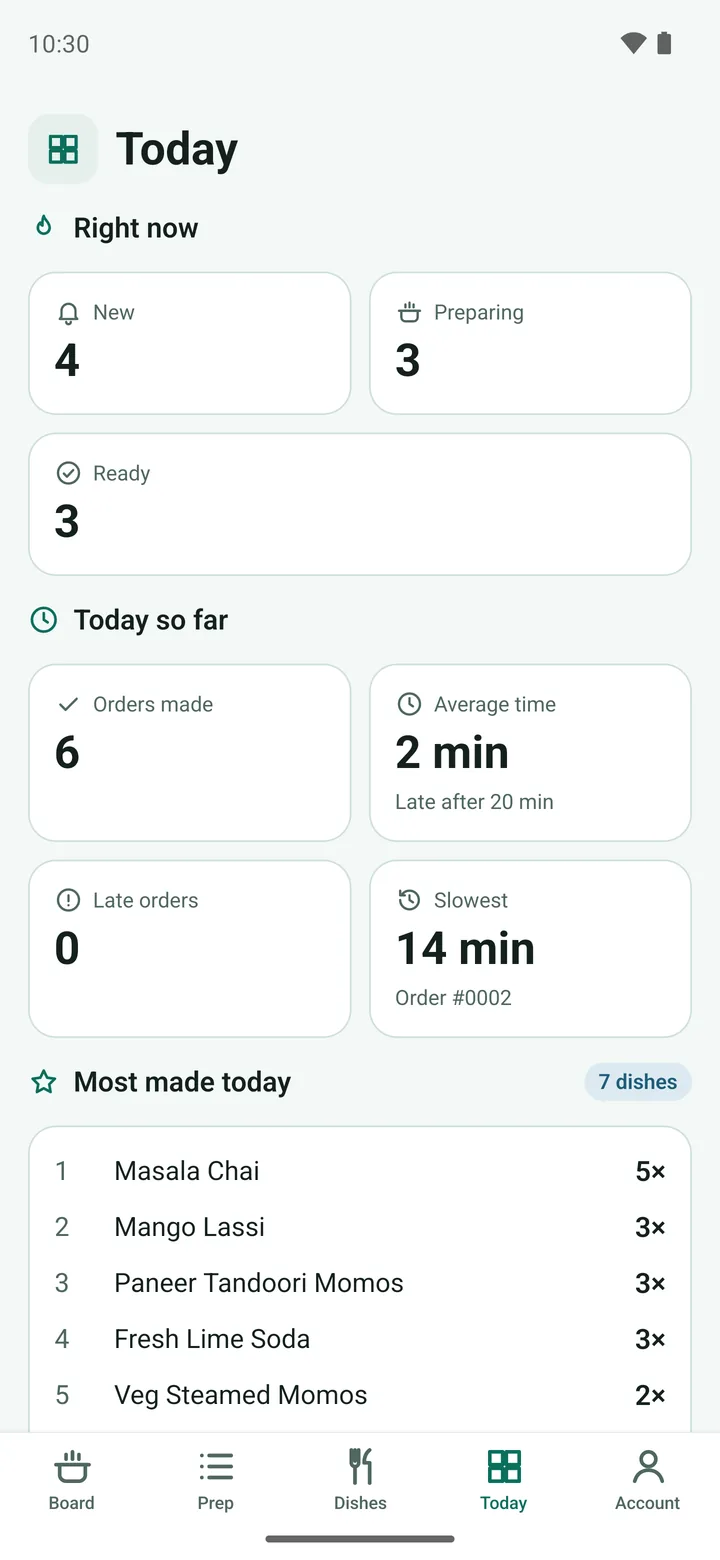 10:30
Today
Right now
New
4
Preparing
3
Ready
3
Today so far
Orders made
6
Average time
2 min
Late after 20 min
Late orders
0
Slowest
14 min
Order #0002
Most made today
7 dishes
1 Masala Chai 5×
2 Mango Lassi 3×
3 Paneer Tandoori Momos 3×
4 Fresh Lime Soda 3×
5 Veg Steamed Momos 2×
Board
Prep
Dishes
Today
Account